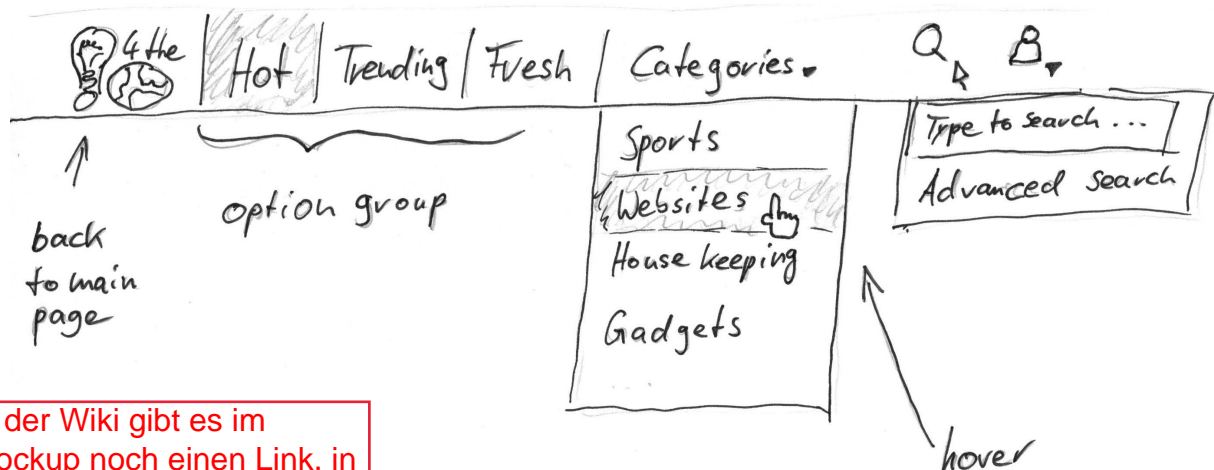 4 the
Hot
Trending
Fresh
Categories
Type to search ...
Advanced search
Sports
Websites
House keeping
Gadgets
option group
back
to main
page
hover
der Wiki gibt es im
ockup noch einen Link, in